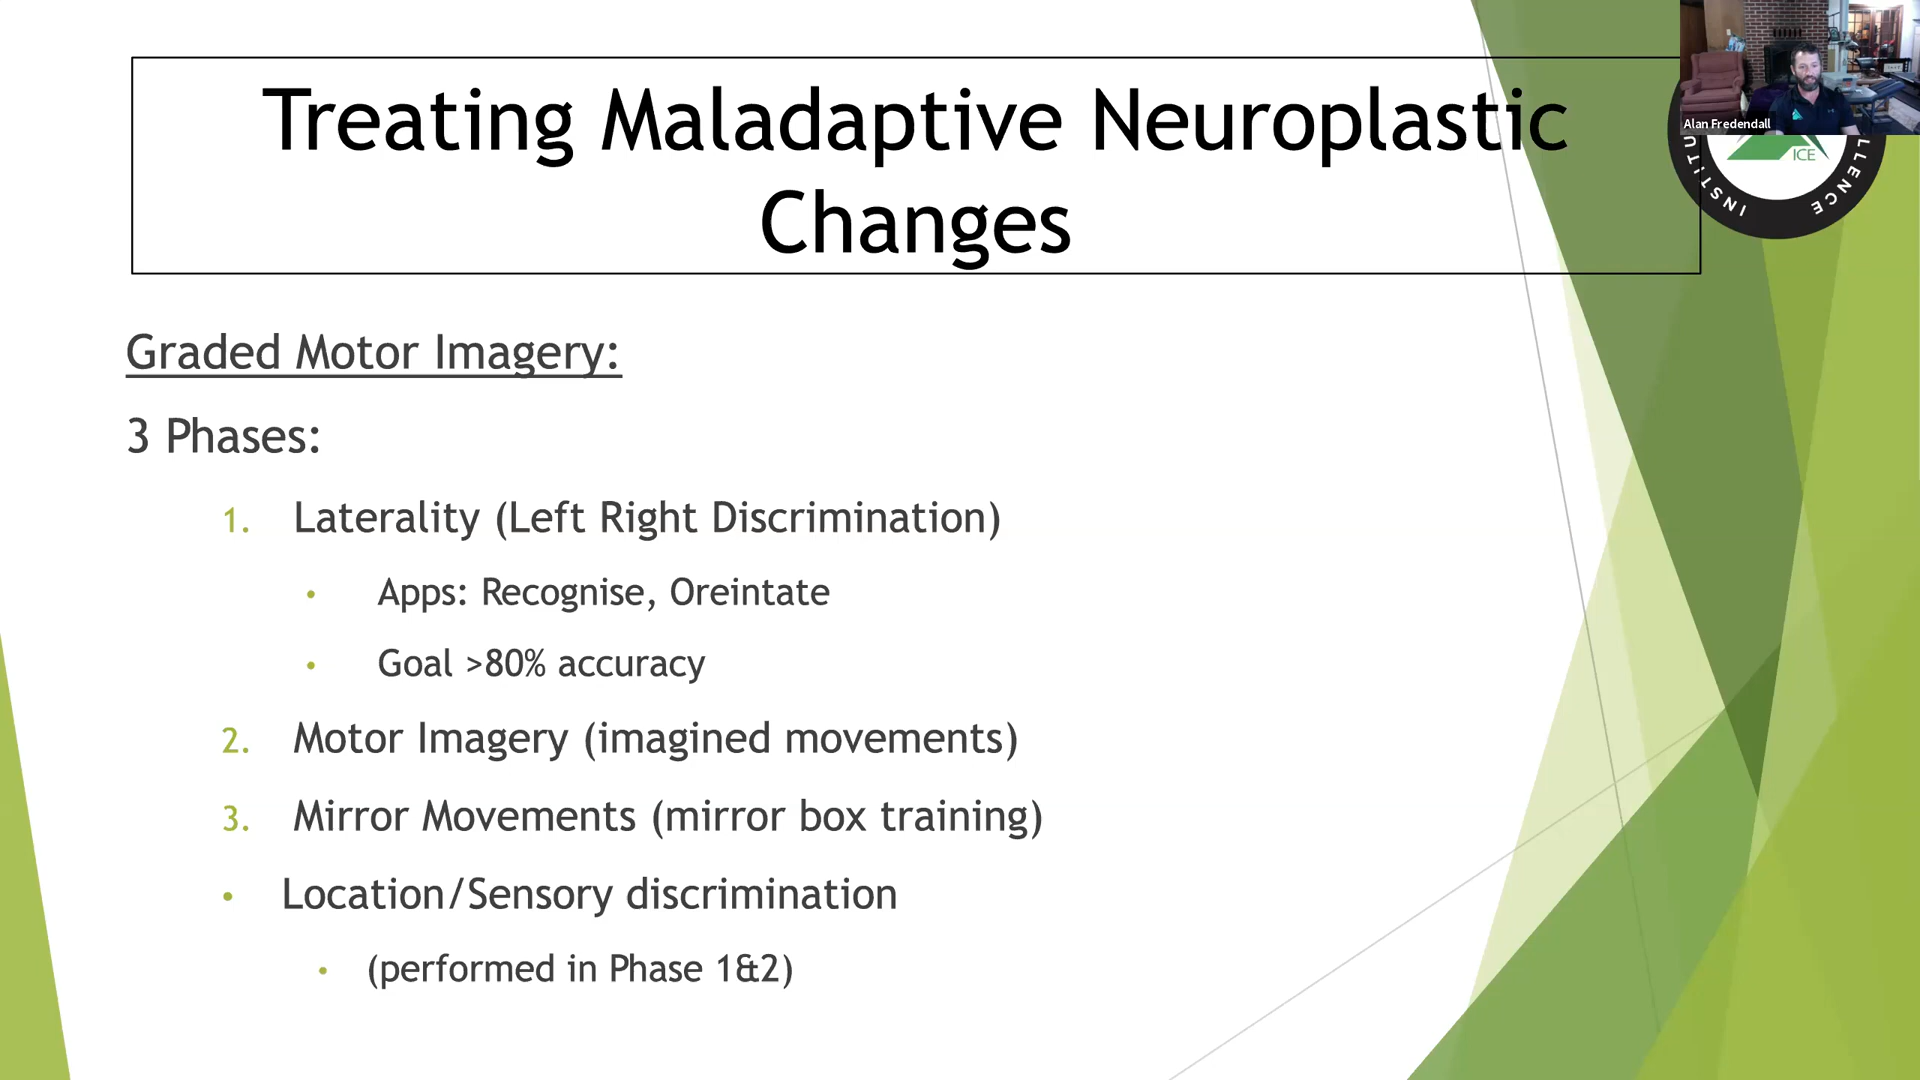 Treating Maladaptive Neuroplastic
Changes
Alan Fredendall
ICE
Graded Motor Imagery:
3 Phases:
1. Laterality (Left Right Discrimination)
• Apps: Recognise, Oreintate
• Goal >80% accuracy
2. Motor Imagery (imagined movements)
3. Mirror Movements (mirror box training)
• Location/Sensory discrimination
• (performed in Phase 1&2)